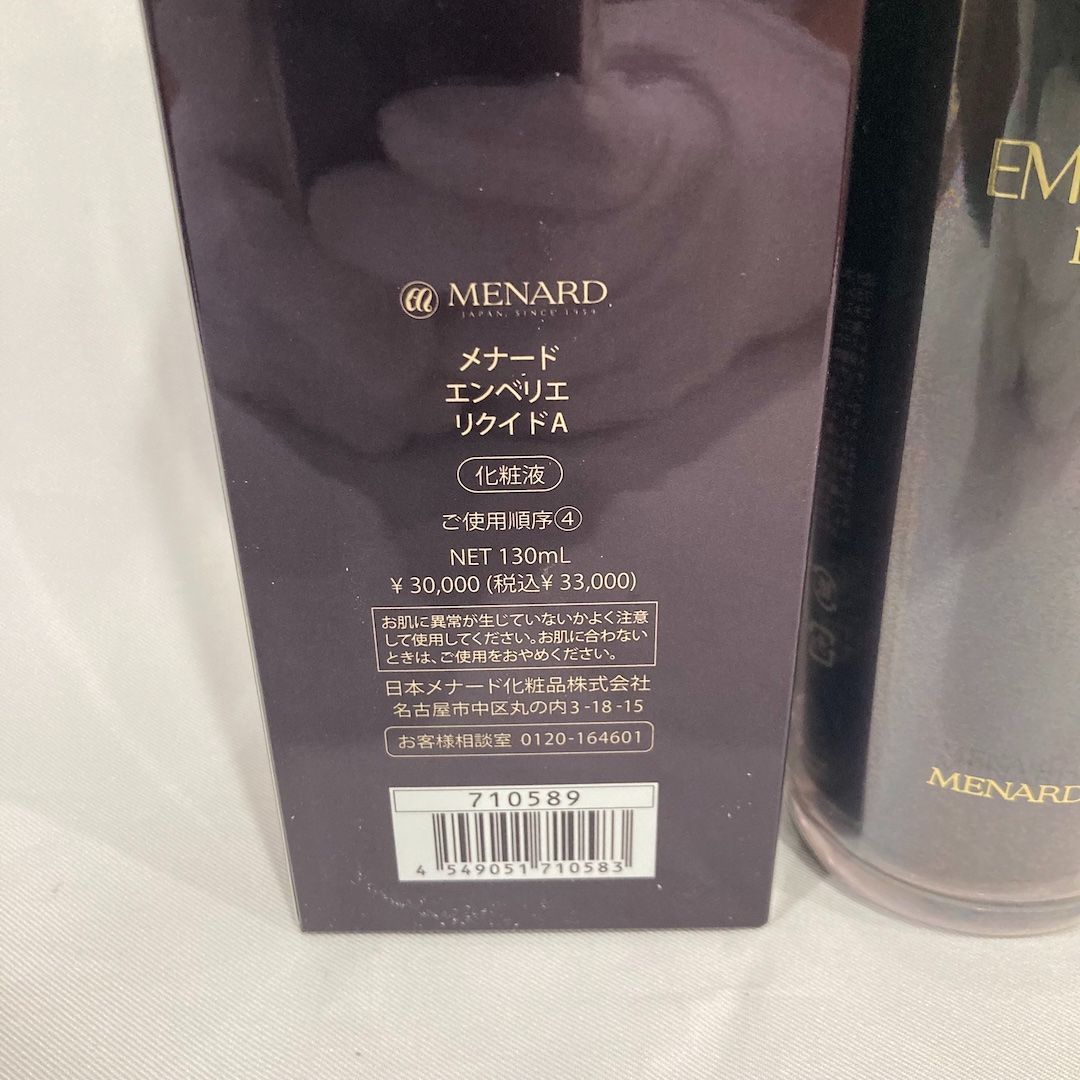 MENARD
JAPAN, SINCE 1959
メナード
エンベリエ
リクイドA
化粧液
ご使用順序④
NET 130mL
¥30,000 (税込¥33,000)
お肌に異常が生じていないかよく注意
して使用してください。お肌に合わない
ときは、ご使用をおやめください。
日本メナード化粧品株式会社
名古屋市中区丸の内3-18-15
お客様相談室 0120-164601
710589
4 549051 710583
EM
MENARD